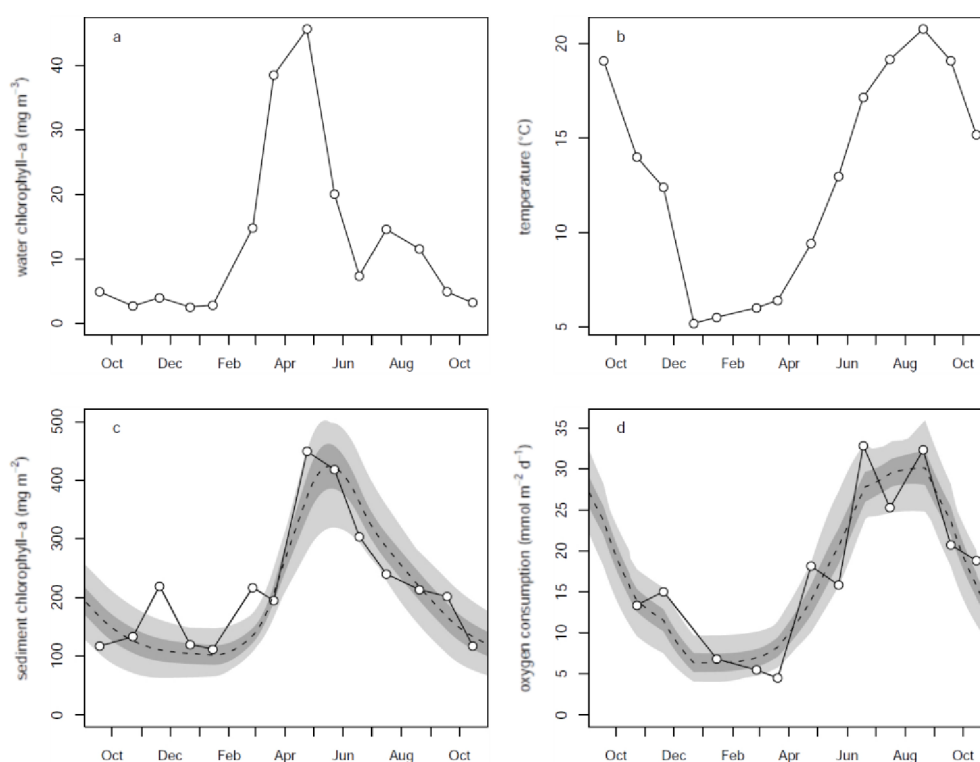 a
water chlorophyll-a (mg m⁻³)
0 10 20 30 40
Oct Dec Feb Apr Jun Aug Oct
b
temperature (°C)
5 10 15 20
Oct Dec Feb Apr Jun Aug Oct
c
sediment chlorophyll-a (mg m⁻²)
0 100 200 300 400 500
Oct Dec Feb Apr Jun Aug Oct
d
oxygen consumption (mmol m⁻² d⁻¹)
0 5 10 15 20 25 30 35
Oct Dec Feb Apr Jun Aug Oct